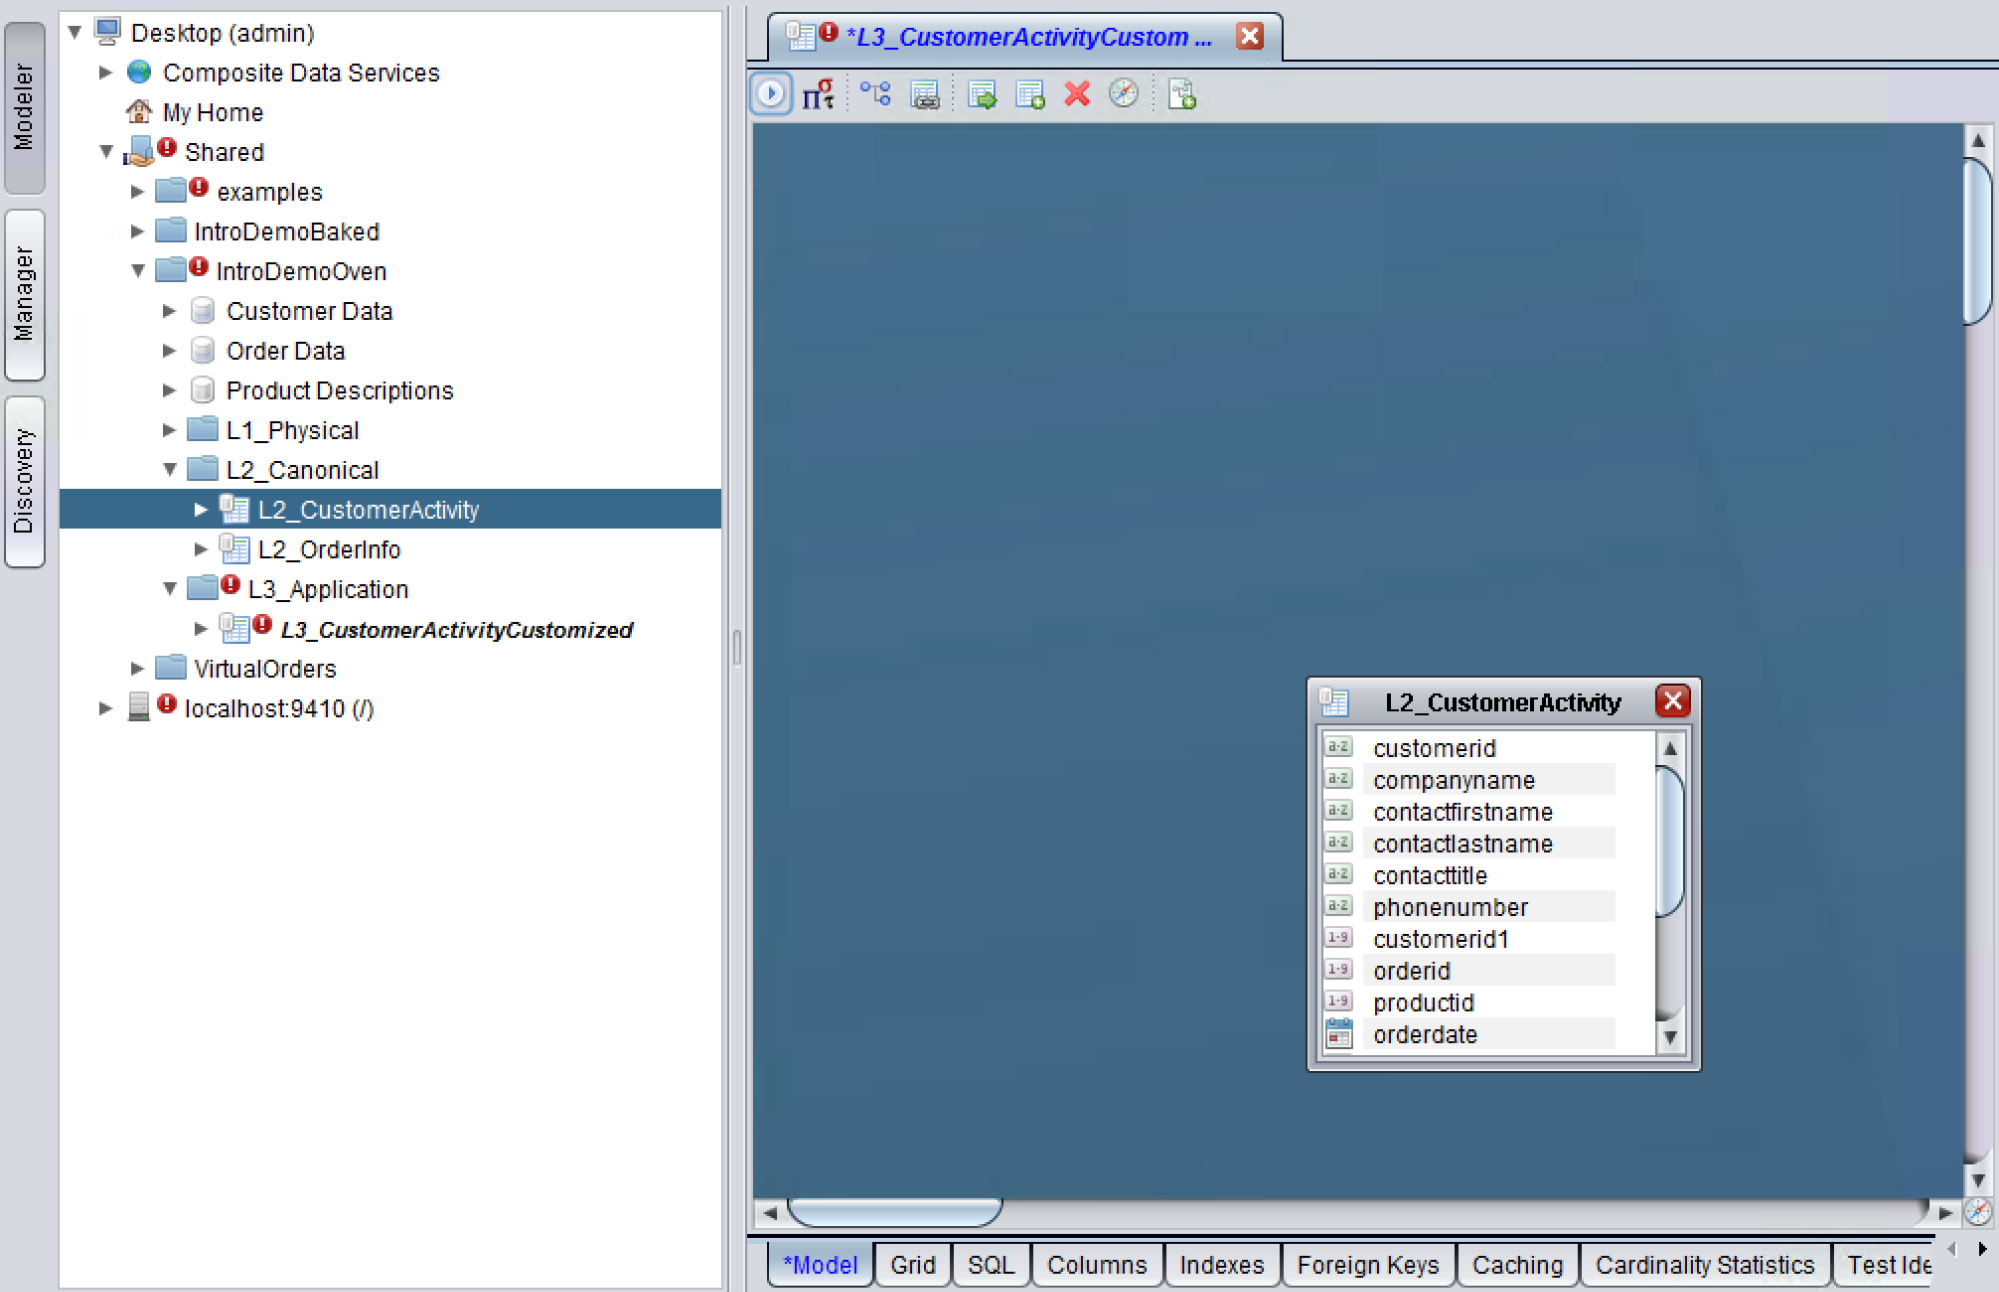 Modeler
Manager
Discovery
Desktop (admin)
Composite Data Services
My Home
Shared
examples
IntroDemoBaked
IntroDemoOven
Customer Data
Order Data
Product Descriptions
L1_Physical
L2_Canonical
L2_CustomerActivity
L2_OrderInfo
L3_Application
L3_CustomerActivityCustomized
VirtualOrders
localhost:9410 (/)
*L3_CustomerActivityCustom ...
L2_CustomerActivity
a-z customerid
a-z companyname
a-z contactfirstname
a-z contactlastname
a-z contacttitle
a-z phonenumber
1-9 customerid1
1-9 orderid
1-9 productid
orderdate
*Model Grid SQL Columns Indexes Foreign Keys Caching Cardinality Statistics Test Ide